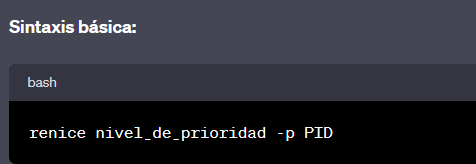 Sintaxis básica:
bash
renice nivel_de_prioridad -p PID